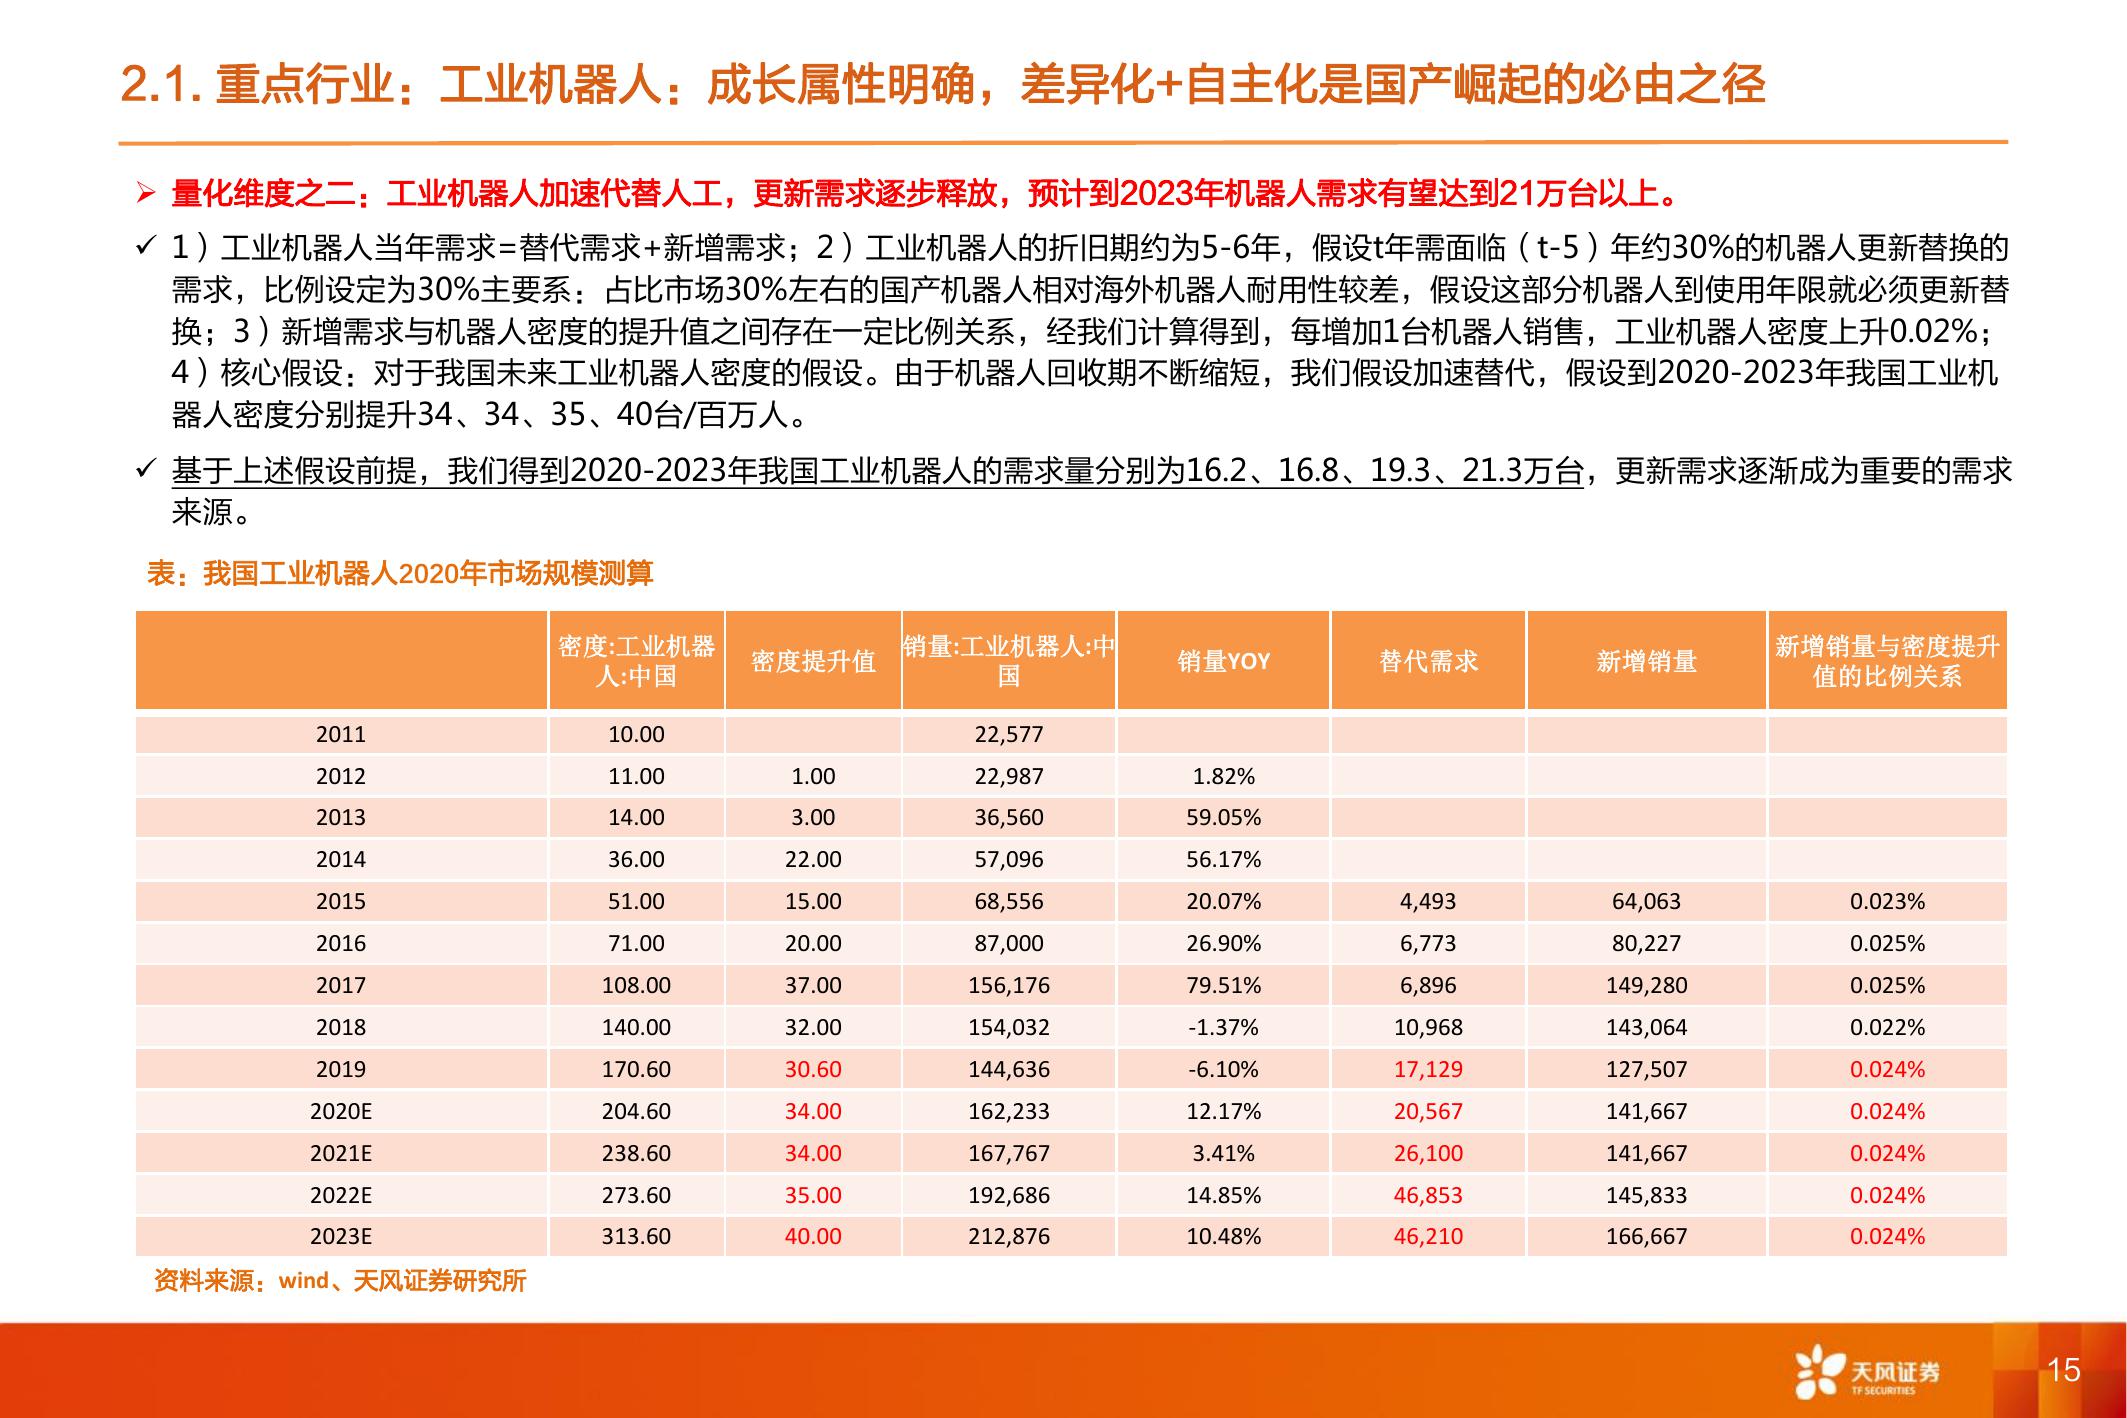 2.1. 重点行业：工业机器人：成长属性明确，差异化+自主化是国产崛起的必由之径
➢ 量化维度之二：工业机器人加速代替人工，更新需求逐步释放，预计到2023年机器人需求有望达到21万台以上。
✓ 1）工业机器人当年需求=替代需求+新增需求；2）工业机器人的折旧期约为5-6年，假设t年需面临（t-5）年约30%的机器人更新替换的
需求，比例设定为30%主要系：占比市场30%左右的国产机器人相对海外机器人耐用性较差，假设这部分机器人到使用年限就必须更新替
换；3）新增需求与机器人密度的提升值之间存在一定比例关系，经我们计算得到，每增加1台机器人销售，工业机器人密度上升0.02%；
4）核心假设：对于我国未来工业机器人密度的假设。由于机器人回收期不断缩短，我们假设加速替代，假设到2020-2023年我国工业机
器人密度分别提升34、34、35、40台/百万人。
✓ 基于上述假设前提，我们得到2020-2023年我国工业机器人的需求量分别为16.2、16.8、19.3、21.3万台，更新需求逐渐成为重要的需求
来源。
表：我国工业机器人2020年市场规模测算
密度:工业机器人:中国 密度提升值 销量:工业机器人:中国 销量YOY 替代需求 新增销量 新增销量与密度提升值的比例关系
2011 10.00 22,577
2012 11.00 1.00 22,987 1.82%
2013 14.00 3.00 36,560 59.05%
2014 36.00 22.00 57,096 56.17%
2015 51.00 15.00 68,556 20.07% 4,493 64,063 0.023%
2016 71.00 20.00 87,000 26.90% 6,773 80,227 0.025%
2017 108.00 37.00 156,176 79.51% 6,896 149,280 0.025%
2018 140.00 32.00 154,032 -1.37% 10,968 143,064 0.022%
2019 170.60 30.60 144,636 -6.10% 17,129 127,507 0.024%
2020E 204.60 34.00 162,233 12.17% 20,567 141,667 0.024%
2021E 238.60 34.00 167,767 3.41% 26,100 141,667 0.024%
2022E 273.60 35.00 192,686 14.85% 46,853 145,833 0.024%
2023E 313.60 40.00 212,876 10.48% 46,210 166,667 0.024%
资料来源：wind、天风证券研究所
天风证券
TF SECURITIES
15